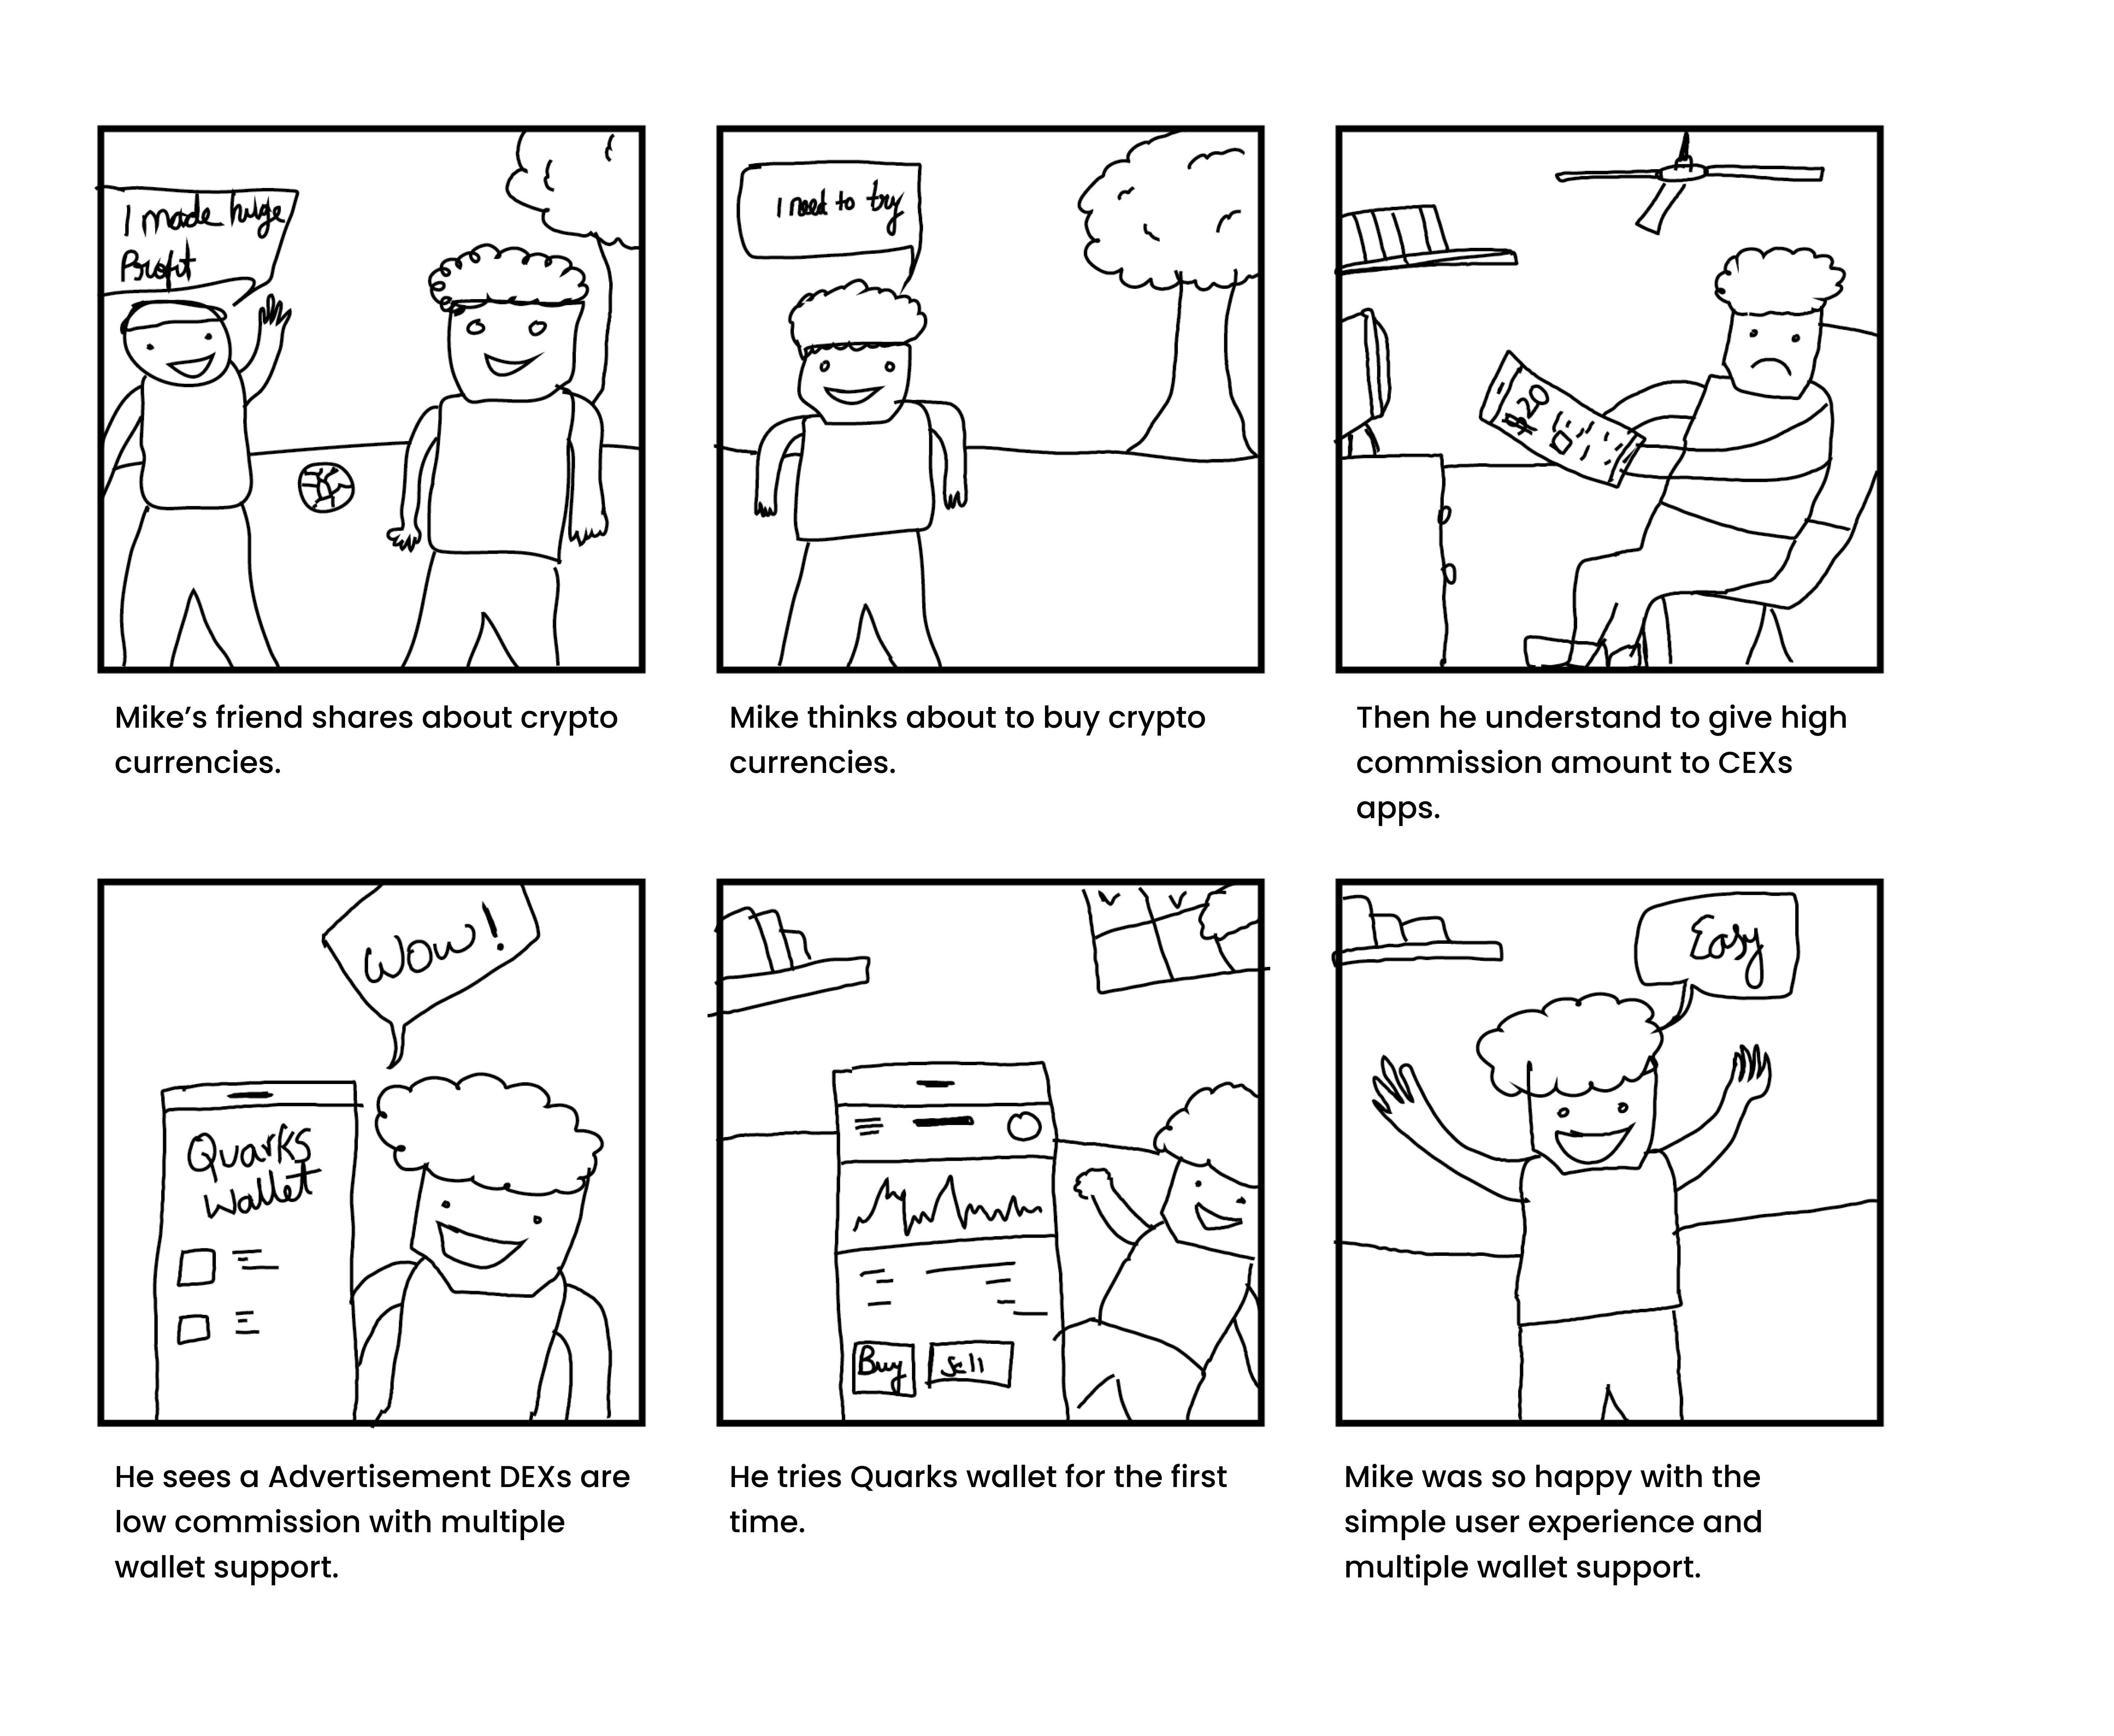 I made huge
Profit
I need to try
Mike’s friend shares about crypto
currencies.
Mike thinks about to buy crypto
currencies.
20
Then he understand to give high
commission amount to CEXs
apps.
Wow!
Quarks
Wallet
He sees a Advertisement DEXs are
low commission with multiple
wallet support.
Buy
Sell
He tries Quarks wallet for the first
time.
Easy
Mike was so happy with the
simple user experience and
multiple wallet support.